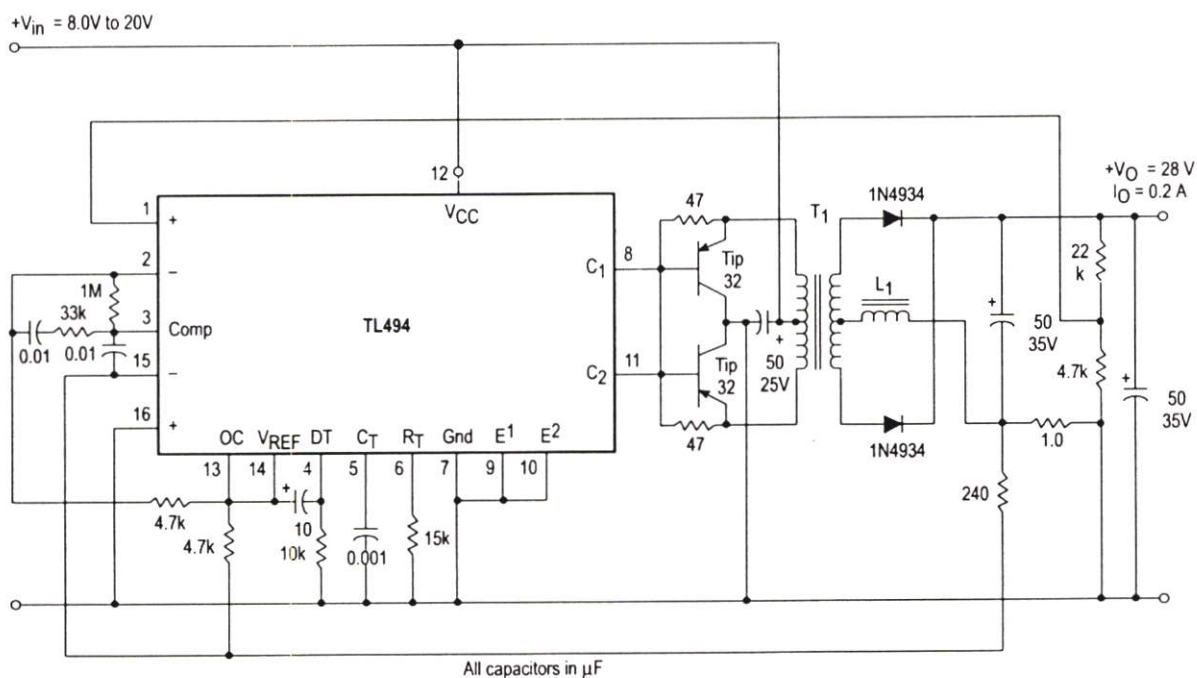 +Vin = 8.0V to 20V
12
+VO = 28 V
IO = 0.2 A
1N4934
1
+
VCC
47
T1
22
k
2
–
C1
8
Tip
32
1M
L1
33k
3
Comp
TL494
+
50
35V
0.01
0.01
15
–
C2
11
Tip
32
+
50
25V
4.7k
+
50
35V
16
+
47
1N4934
1.0
OC
VREF
DT
CT
RT
Gnd
E1
E2
13
14
4
5
6
7
9
10
+
240
4.7k
10
4.7k
10k
0.001
15k
All capacitors in μF